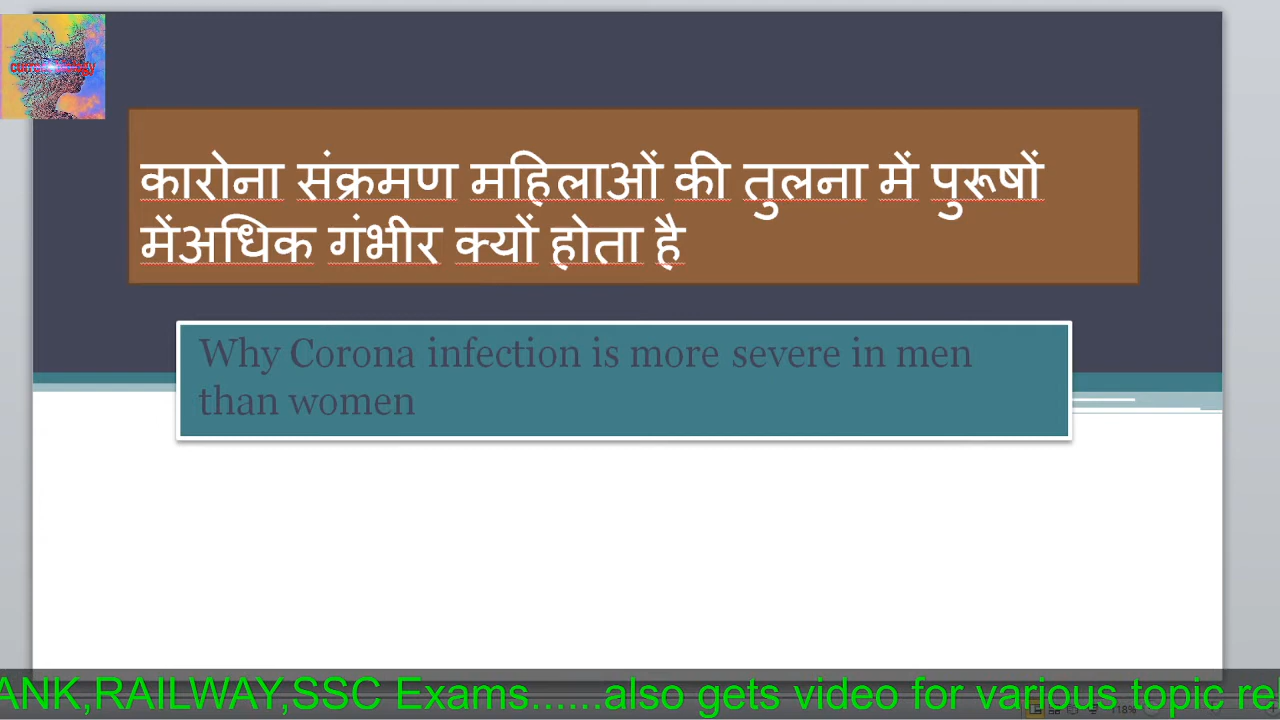 कारोना संक्रमण महिलाओं की तुलना में पुरूषों
मेंअधिक गंभीर क्यों होता है
Why Corona infection is more severe in men
than women
ANK,RAILWAY,SSC Exams......also gets video for various topic rel